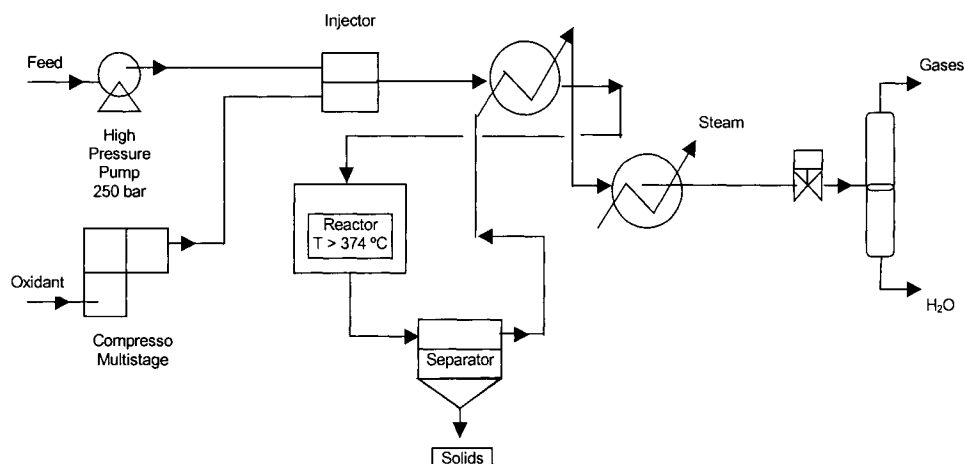 Injector
Feed
High
Pressure
Pump
250 bar
Oxidant
Compresso
Multistage
Reactor
T > 374 ºC
Separator
Solids
Steam
Gases
H₂O